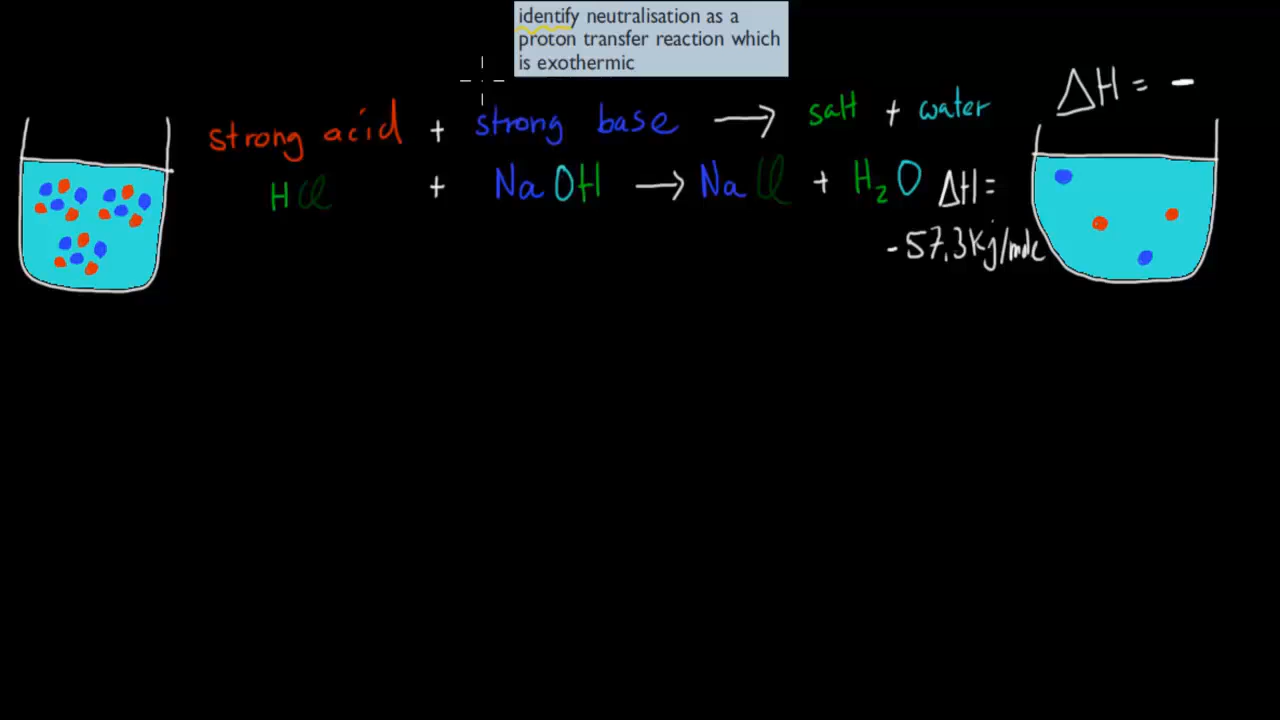 identify neutralisation as a
proton transfer reaction which
is exothermic
ΔH = -
strong acid + strong base → salt + water
HCl + NaOH → NaCl + H₂O ΔH =
- 57.3Kj/mole